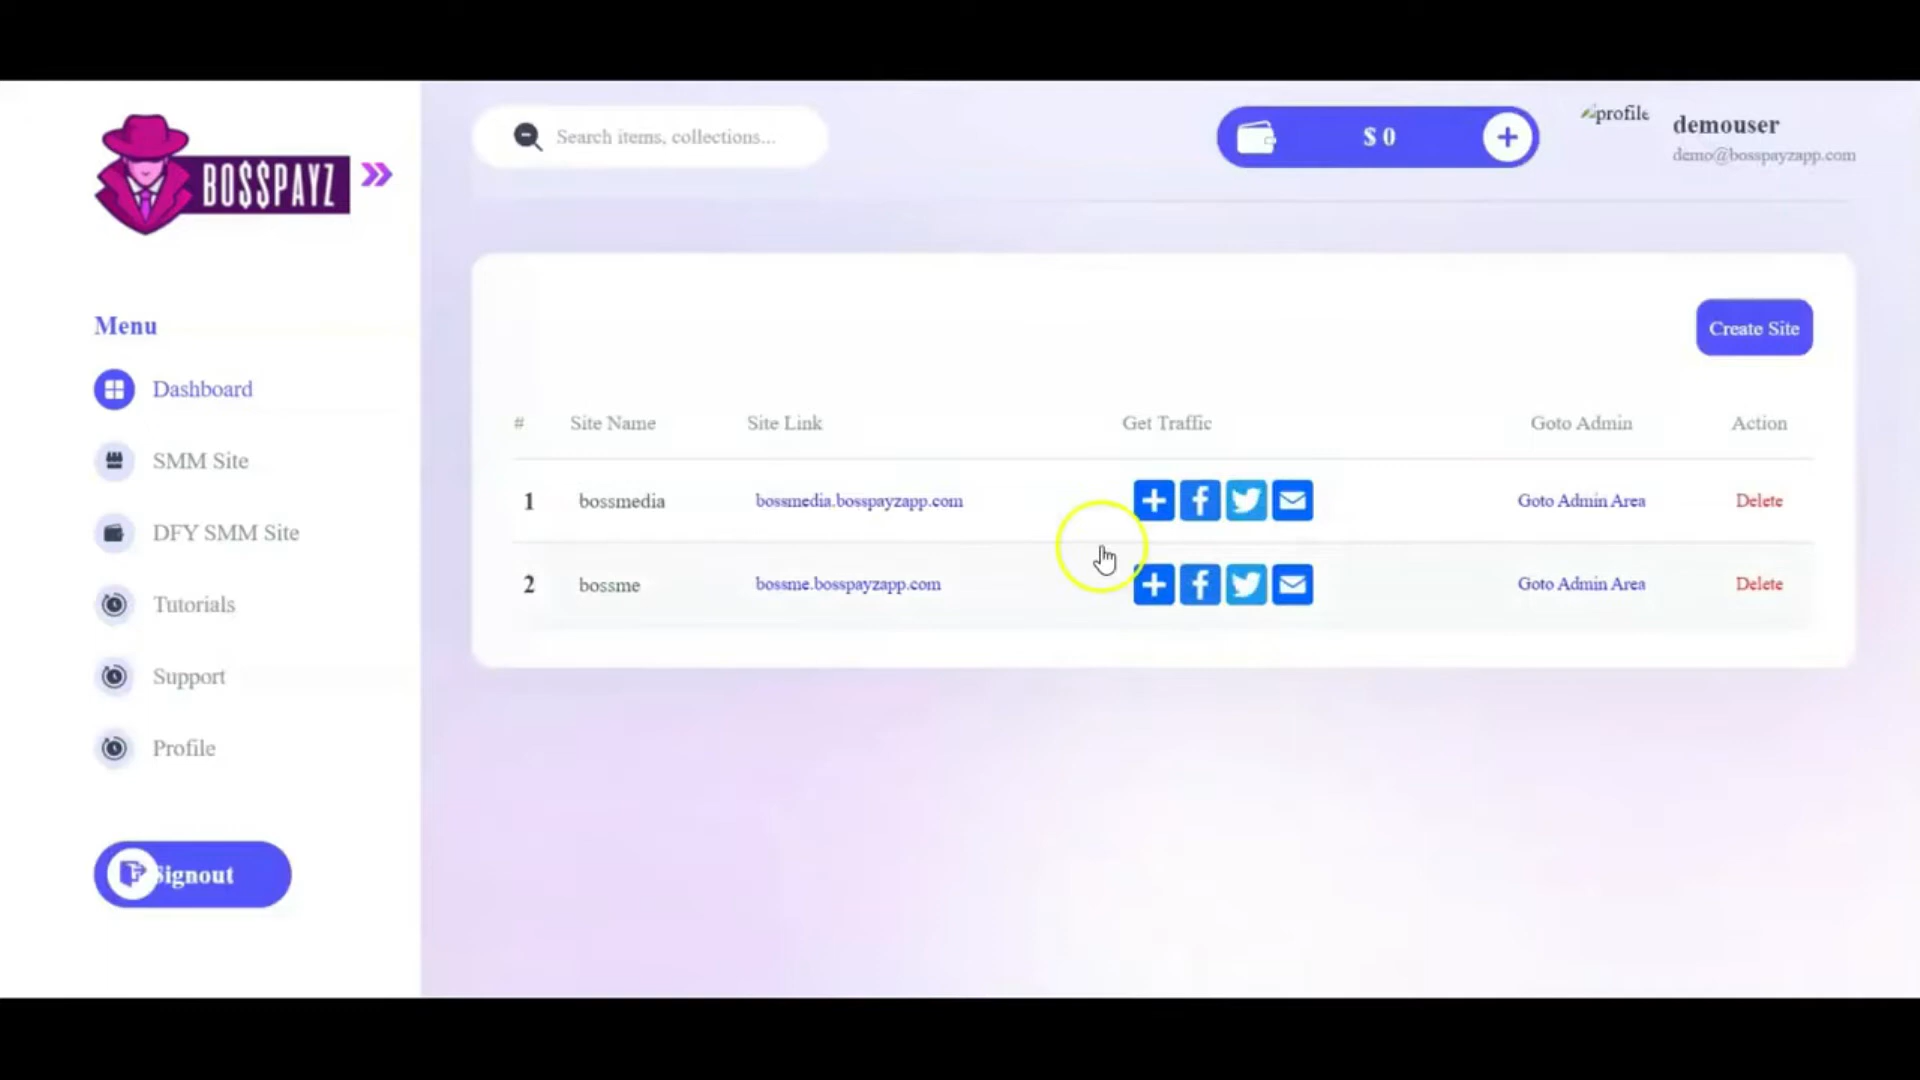 BO$$PAYZ
Search items, collections...
$ 0
profile
demouser
demo@bosspayzapp.com
Menu
Dashboard
SMM Site
DFY SMM Site
Tutorials
Support
Profile
Signout
Create Site
# Site Name Site Link Get Traffic Goto Admin Action
1 bossmedia bossmedia.bosspayzapp.com Goto Admin Area Delete
2 bossme bossme.bosspayzapp.com Goto Admin Area Delete